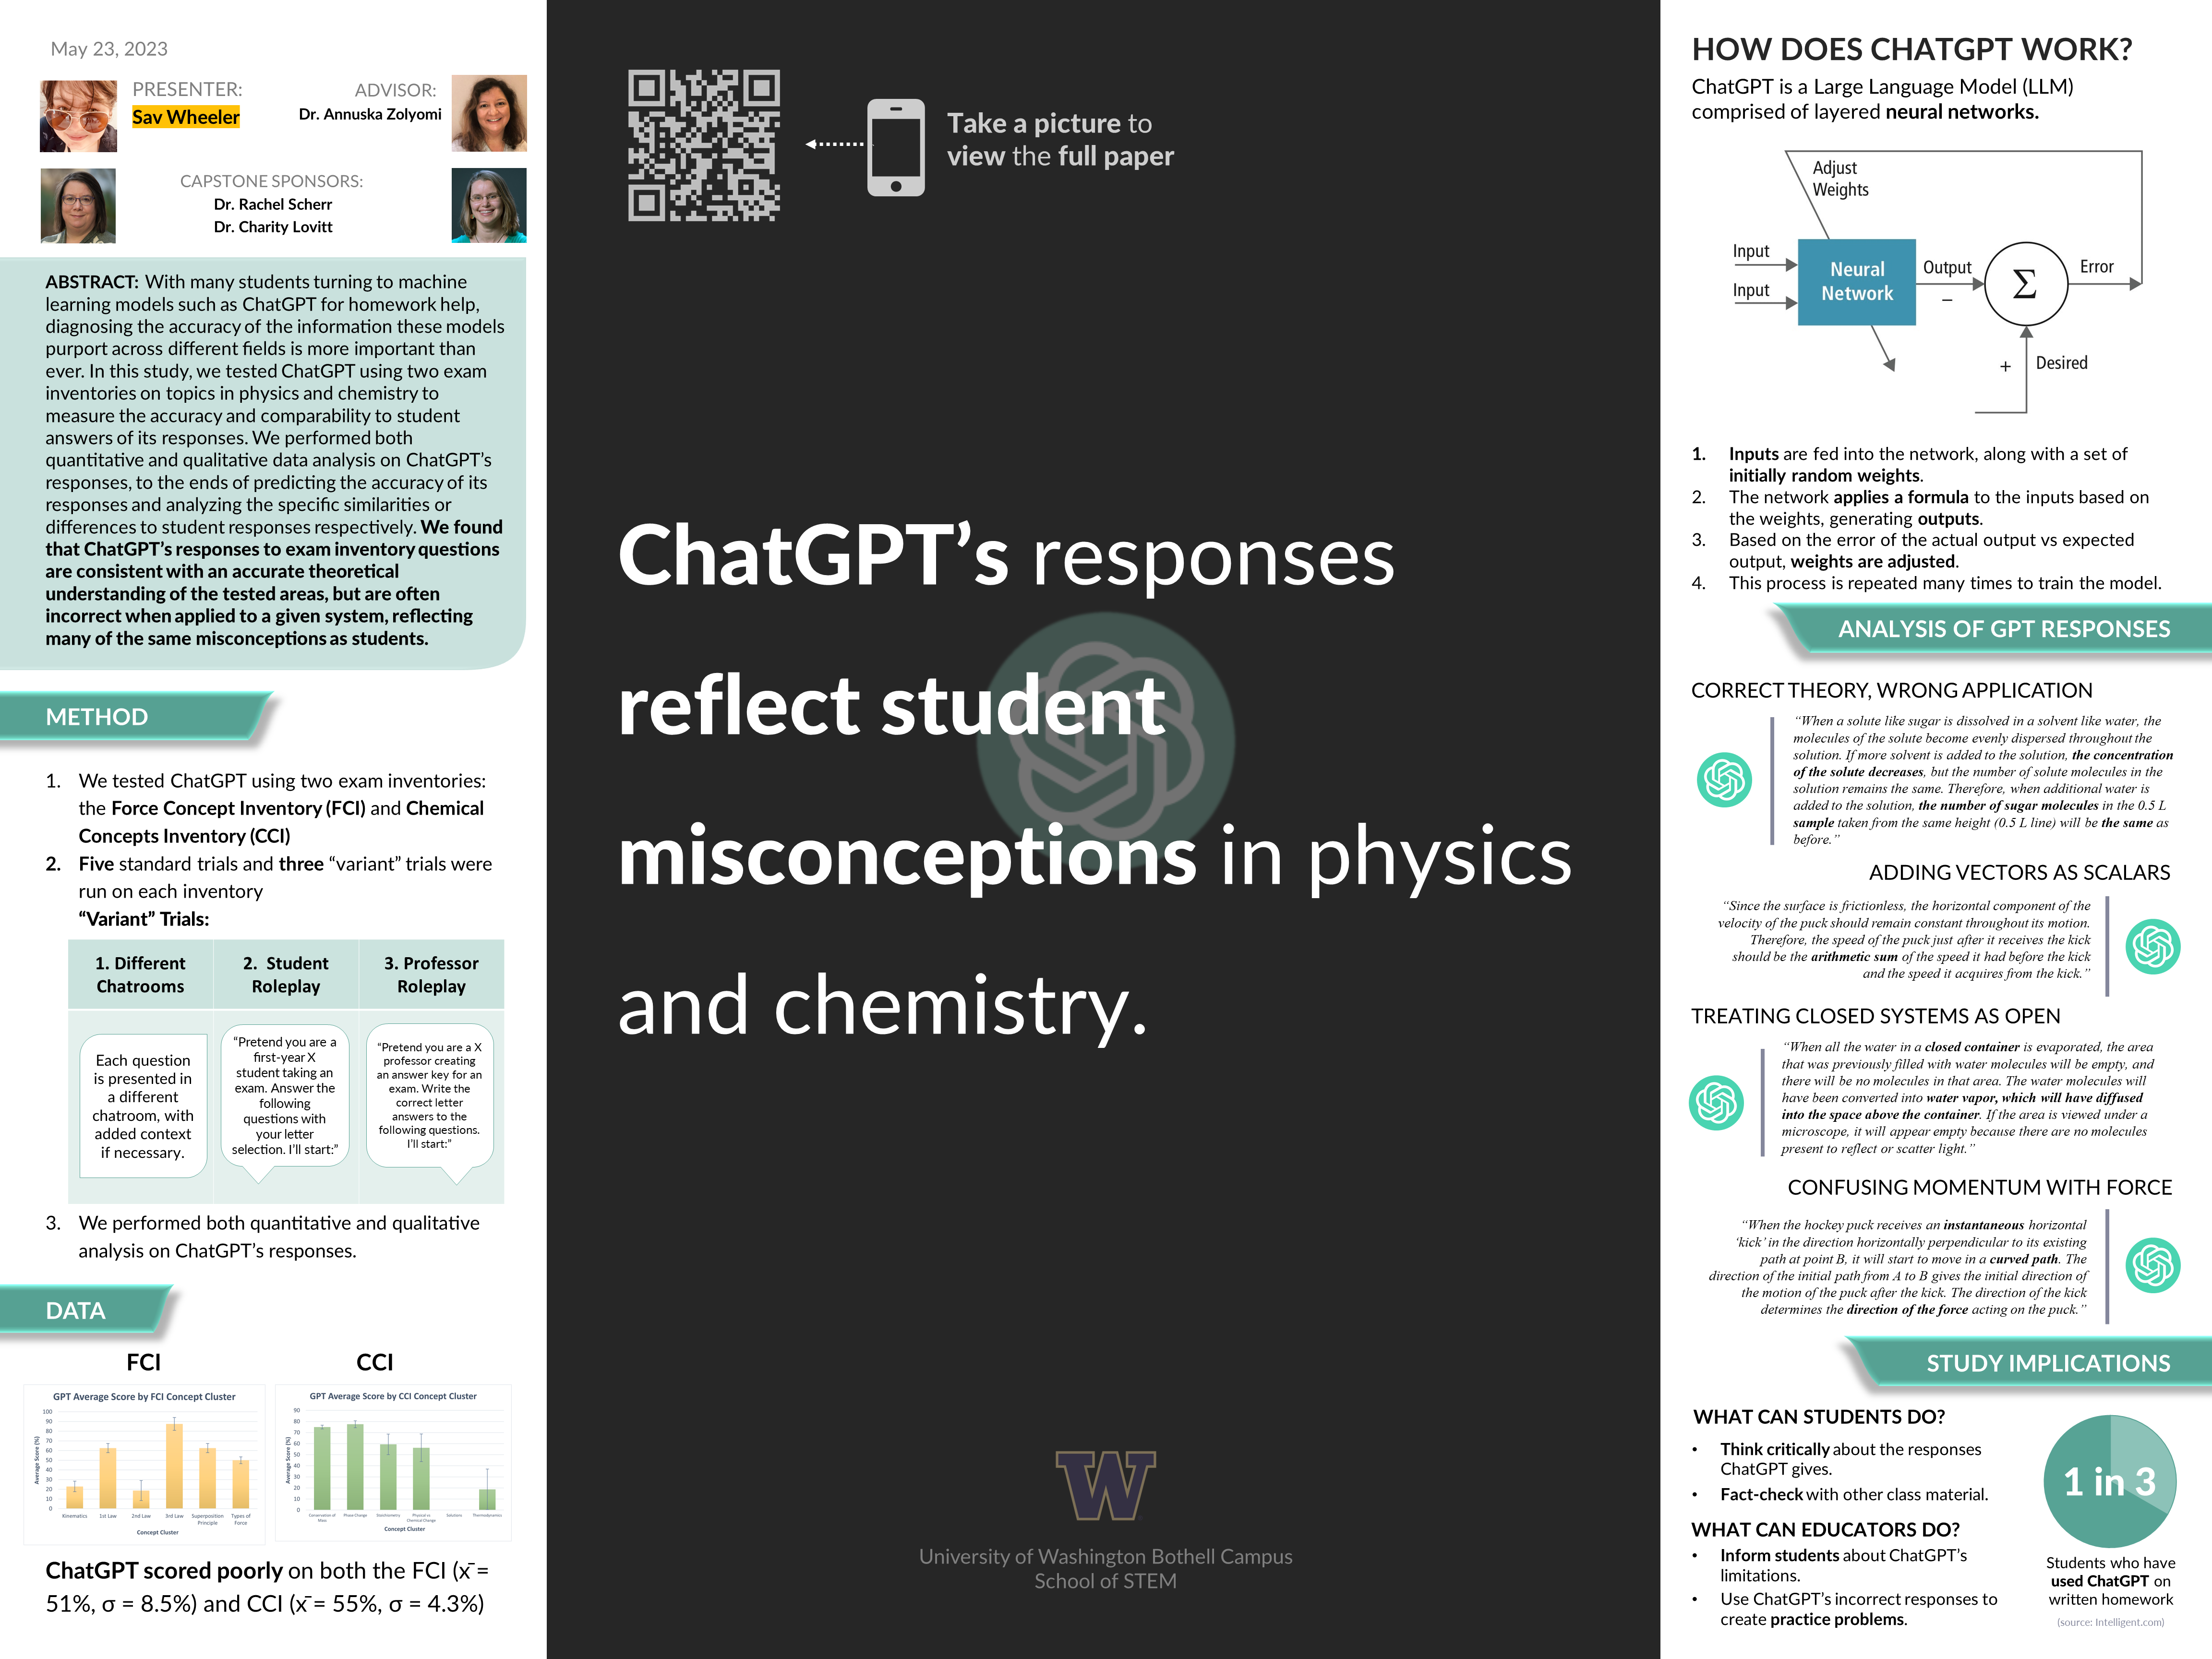 May 23, 2023
PRESENTER:
Sav Wheeler
ADVISOR:
Dr. Annuska Zolyomi
CAPSTONE SPONSORS:
Dr. Rachel Scherr
Dr. Charity Lovitt
ABSTRACT: With many students turning to machine
learning models such as ChatGPT for homework help,
diagnosing the accuracy of the information these models
purport across different fields is more important than
ever. In this study, we tested ChatGPT using two exam
inventories on topics in physics and chemistry to
measure the accuracy and comparability to student
answers of its responses. We performed both
quantitative and qualitative data analysis on ChatGPT's
responses, to the ends of predicting the accuracy of its
responses and analyzing the specific similarities or
differences to student responses respectively. We found
that ChatGPT's responses to exam inventory questions
are consistent with an accurate theoretical
understanding of the tested areas, but are often
incorrect when applied to a given system, reflecting
many of the same misconceptions as students.
METHOD
1. We tested ChatGPT using two exam inventories:
the Force Concept Inventory (FCI) and Chemical
Concepts Inventory (CCI)
2. Five standard trials and three “variant” trials were
run on each inventory
“Variant” Trials:
1. Different
Chatrooms
2. Student
Roleplay
3. Professor
Roleplay
Each question
is presented in
a different
chatroom, with
added context
if necessary.
“Pretend you are a
first-year X
student taking an
exam. Answer the
following
questions with
your letter
selection. I'll start:”
“Pretend you are a X
professor creating
an answer key for an
exam. Write the
correct letter
answers to the
following questions.
I'll start:”
3. We performed both quantitative and qualitative
analysis on ChatGPT's responses.
DATA
FCI
GPT Average Score by FCI Concept Cluster
Average Score (%)
100
90
80
70
60
50
40
30
20
10
0
Kinematics 1st Law 2nd Law 3rd Law Superposition Principle Types of Force
Concept Cluster
CCI
GPT Average Score by CCI Concept Cluster
Average Score (%)
90
80
70
60
50
40
30
20
10
0
Conservation of Mass Phase Change Stoichiometry Physical vs Chemical Change Solutions Thermodynamics
Concept Cluster
ChatGPT scored poorly on both the FCI (x̄ =
51%, σ = 8.5%) and CCI (x̄ = 55%, σ = 4.3%)
Take a picture to
view the full paper
ChatGPT’s responses
reflect student
misconceptions in physics
and chemistry.
W
University of Washington Bothell Campus
School of STEM
HOW DOES CHATGPT WORK?
ChatGPT is a Large Language Model (LLM)
comprised of layered neural networks.
Adjust
Weights
Input
Input
Neural
Network
Output
−
Σ
Error
+
Desired
1. Inputs are fed into the network, along with a set of
initially random weights.
2. The network applies a formula to the inputs based on
the weights, generating outputs.
3. Based on the error of the actual output vs expected
output, weights are adjusted.
4. This process is repeated many times to train the model.
ANALYSIS OF GPT RESPONSES
CORRECT THEORY, WRONG APPLICATION
“When a solute like sugar is dissolved in a solvent like water, the
molecules of the solute become evenly dispersed throughout the
solution. If more solvent is added to the solution, the concentration
of the solute decreases, but the number of solute molecules in the
solution remains the same. Therefore, when additional water is
added to the solution, the number of sugar molecules in the 0.5 L
sample taken from the same height (0.5 L line) will be the same as
before.”
ADDING VECTORS AS SCALARS
“Since the surface is frictionless, the horizontal component of the
velocity of the puck should remain constant throughout its motion.
Therefore, the speed of the puck just after it receives the kick
should be the arithmetic sum of the speed it had before the kick
and the speed it acquires from the kick.”
TREATING CLOSED SYSTEMS AS OPEN
“When all the water in a closed container is evaporated, the area
that was previously filled with water molecules will be empty, and
there will be no molecules in that area. The water molecules will
have been converted into water vapor, which will have diffused
into the space above the container. If the area is viewed under a
microscope, it will appear empty because there are no molecules
present to reflect or scatter light.”
CONFUSING MOMENTUM WITH FORCE
“When the hockey puck receives an instantaneous horizontal
‘kick’ in the direction horizontally perpendicular to its existing
path at point B, it will start to move in a curved path. The
direction of the initial path from A to B gives the initial direction of
the motion of the puck after the kick. The direction of the kick
determines the direction of the force acting on the puck.”
STUDY IMPLICATIONS
WHAT CAN STUDENTS DO?
• Think critically about the responses
ChatGPT gives.
• Fact-check with other class material.
WHAT CAN EDUCATORS DO?
• Inform students about ChatGPT's
limitations.
• Use ChatGPT's incorrect responses to
create practice problems.
1 in 3
Students who have
used ChatGPT on
written homework
(source: Intelligent.com)